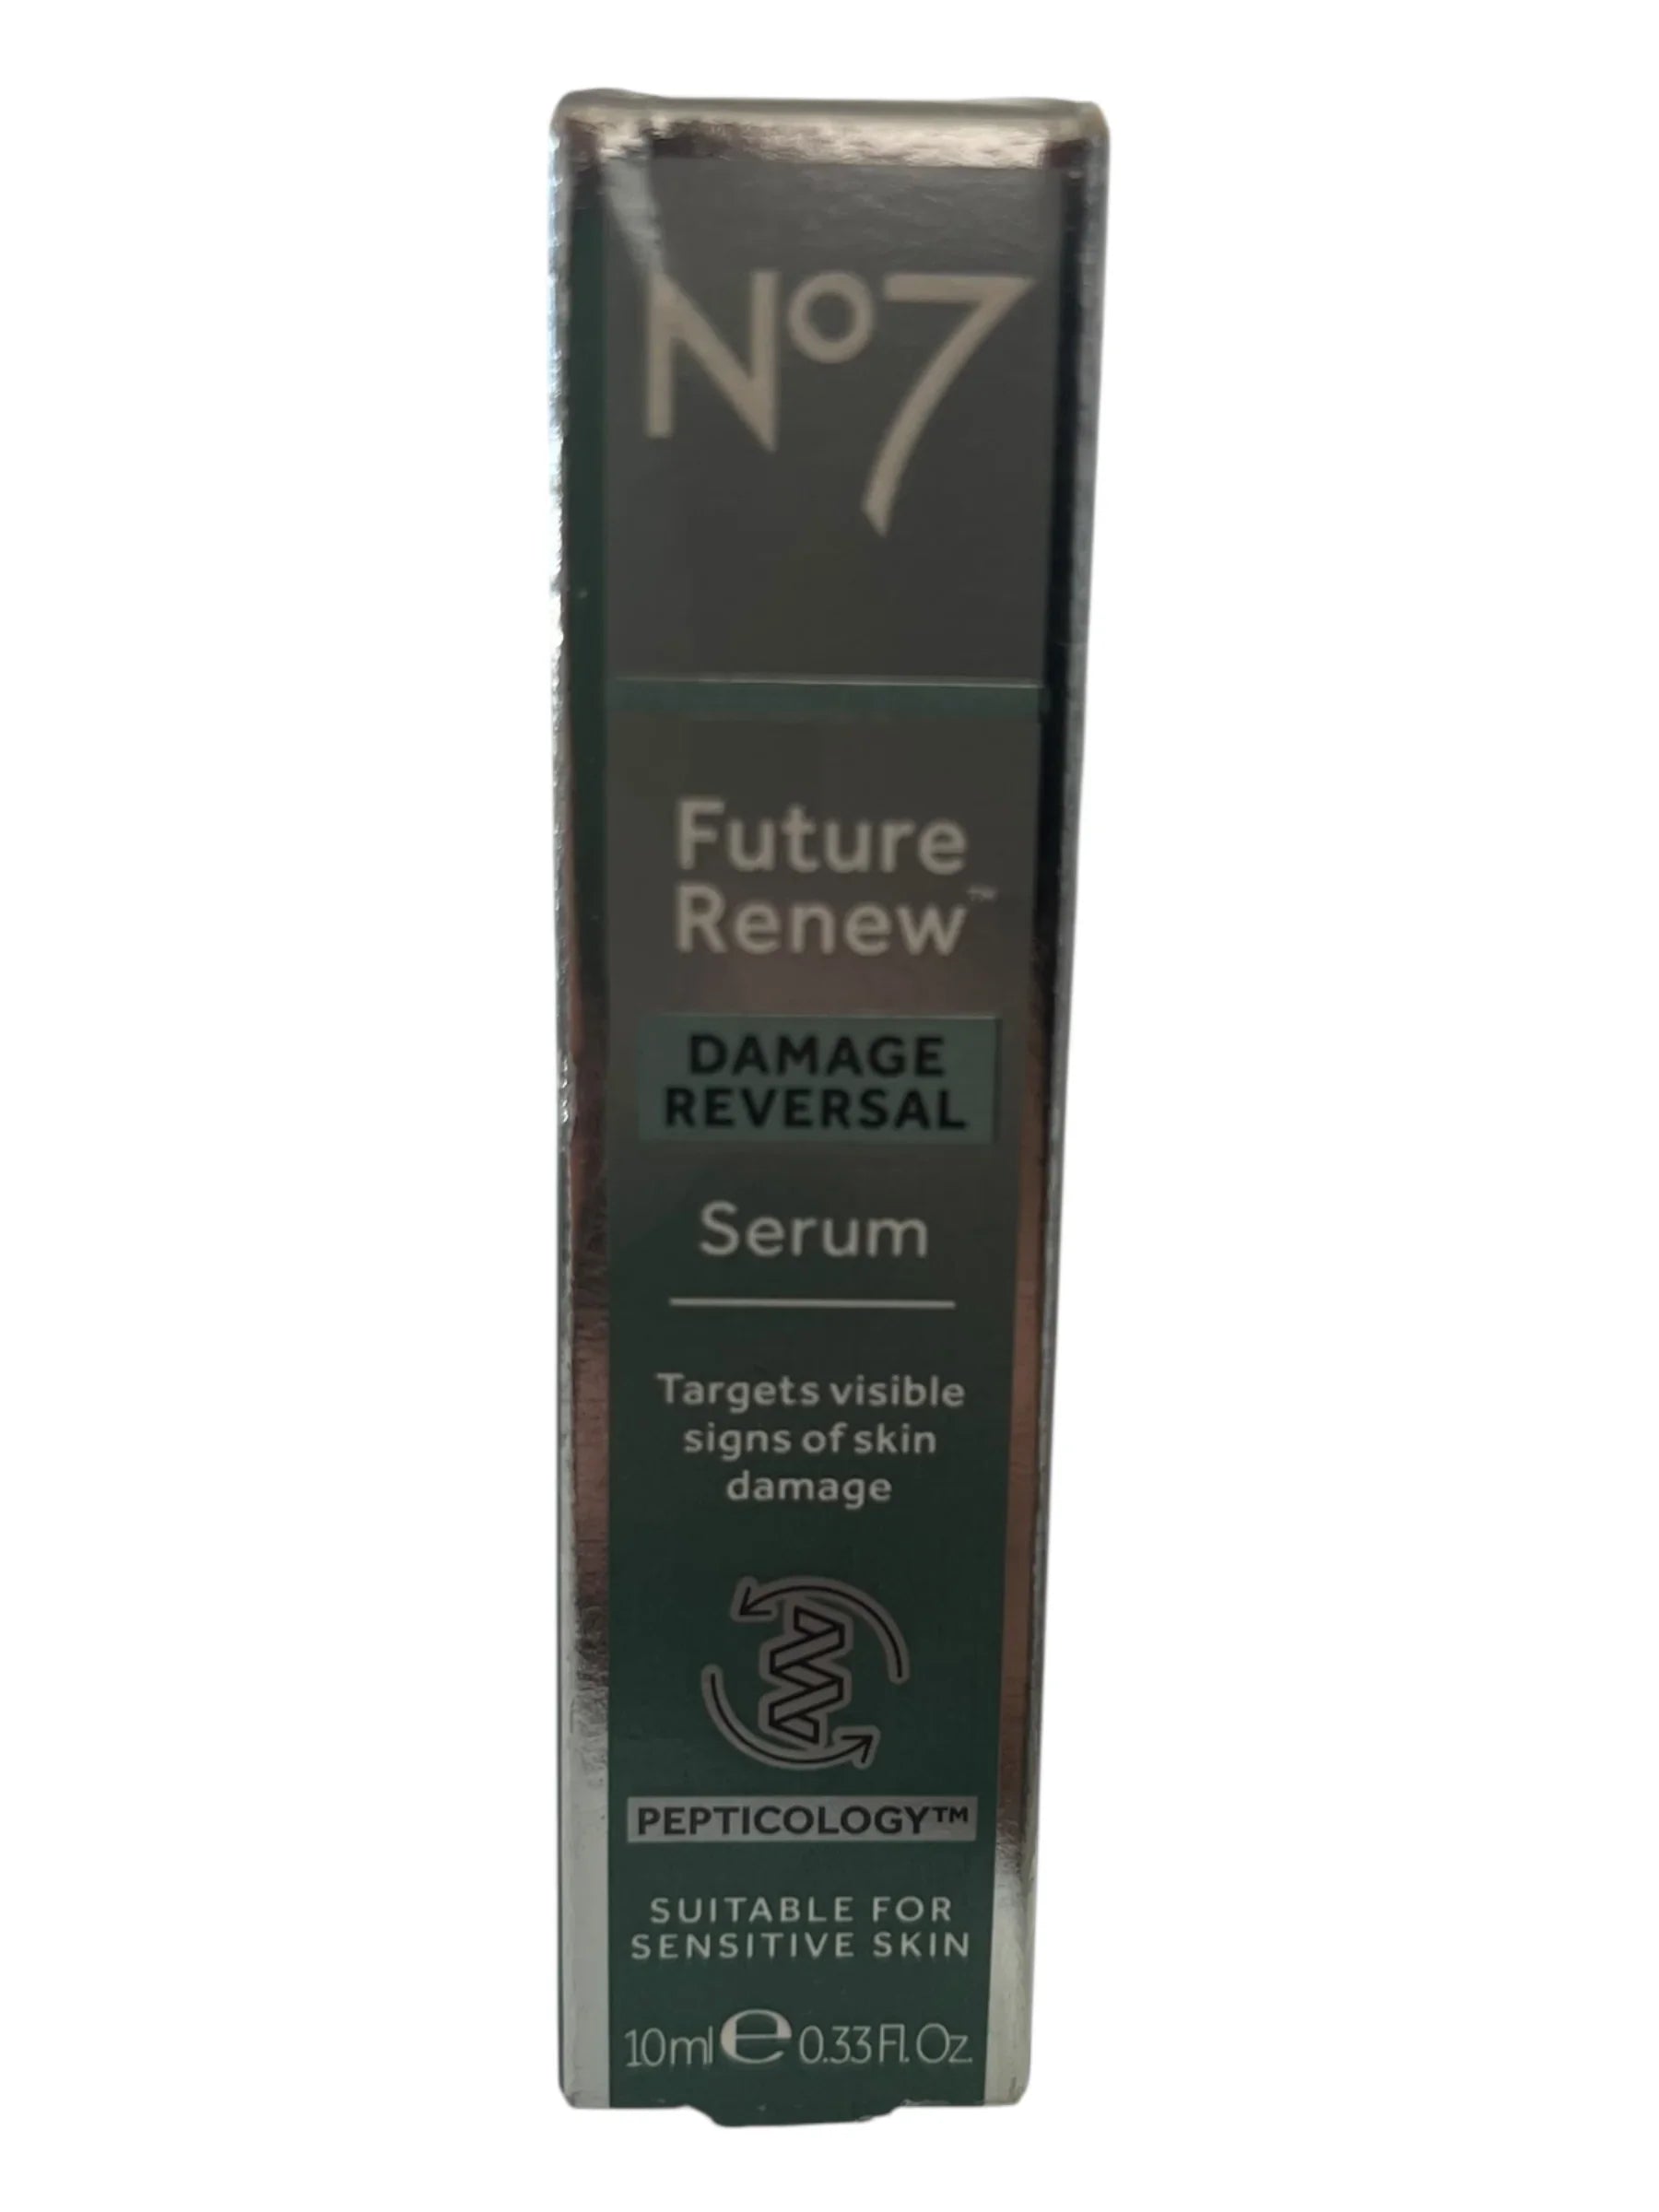 Nº7
Future
Renew™
DAMAGE
REVERSAL
Serum
Targets visible
signs of skin
damage
PEPTICOLOGY™
SUITABLE FOR
SENSITIVE SKIN
10ml e 0.33 Fl. Oz.